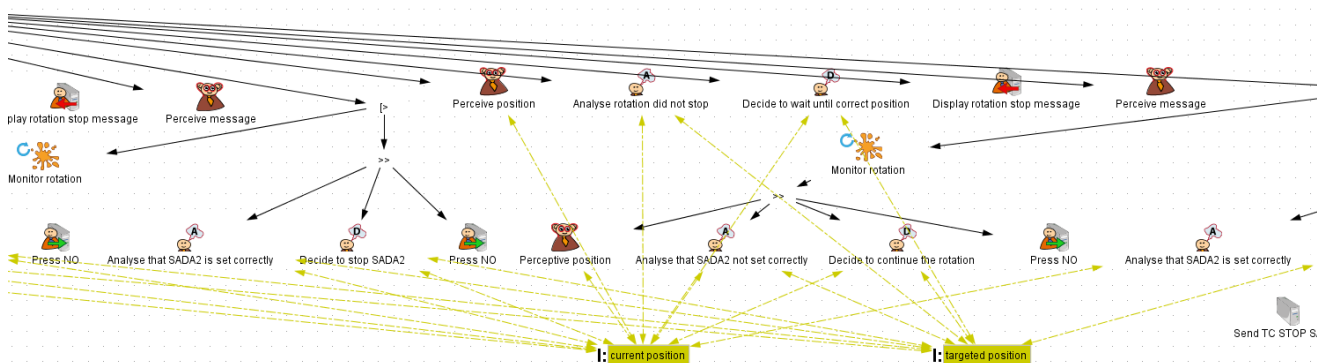 [>
Perceive position
Analyse rotation did not stop
Decide to wait until correct position
Display rotation stop message
Perceive message
play rotation stop message
Perceive message
Monitor rotation
>>
Monitor rotation
>>
Press NO
Analyse that SADA2 is set correctly
Decide to stop SADA2
Press NO
Perceptive position
Analyse that SADA2 not set correctly
Decide to continue the rotation
Press NO
Analyse that SADA2 is set correctly
A
D
A
D
A
D
A
Send TC STOP SA
I: current position
I: targeted position